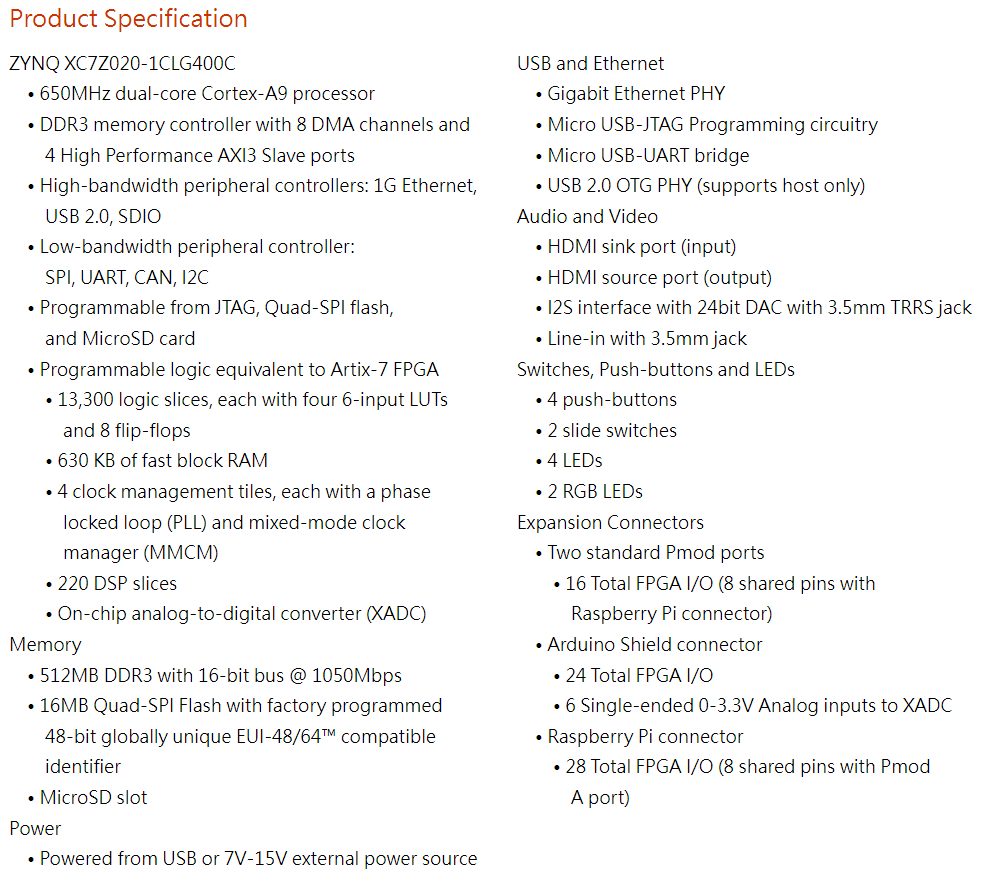 Product Specification
ZYNQ XC7Z020-1CLG400C
• 650MHz dual-core Cortex-A9 processor
• DDR3 memory controller with 8 DMA channels and
4 High Performance AXI3 Slave ports
• High-bandwidth peripheral controllers: 1G Ethernet,
USB 2.0, SDIO
• Low-bandwidth peripheral controller:
SPI, UART, CAN, I2C
• Programmable from JTAG, Quad-SPI flash,
and MicroSD card
• Programmable logic equivalent to Artix-7 FPGA
• 13,300 logic slices, each with four 6-input LUTs
and 8 flip-flops
• 630 KB of fast block RAM
• 4 clock management tiles, each with a phase
locked loop (PLL) and mixed-mode clock
manager (MMCM)
• 220 DSP slices
• On-chip analog-to-digital converter (XADC)
Memory
• 512MB DDR3 with 16-bit bus @ 1050Mbps
• 16MB Quad-SPI Flash with factory programmed
48-bit globally unique EUI-48/64™ compatible
identifier
• MicroSD slot
Power
• Powered from USB or 7V-15V external power source
USB and Ethernet
• Gigabit Ethernet PHY
• Micro USB-JTAG Programming circuitry
• Micro USB-UART bridge
• USB 2.0 OTG PHY (supports host only)
Audio and Video
• HDMI sink port (input)
• HDMI source port (output)
• I2S interface with 24bit DAC with 3.5mm TRRS jack
• Line-in with 3.5mm jack
Switches, Push-buttons and LEDs
• 4 push-buttons
• 2 slide switches
• 4 LEDs
• 2 RGB LEDs
Expansion Connectors
• Two standard Pmod ports
• 16 Total FPGA I/O (8 shared pins with
Raspberry Pi connector)
• Arduino Shield connector
• 24 Total FPGA I/O
• 6 Single-ended 0-3.3V Analog inputs to XADC
• Raspberry Pi connector
• 28 Total FPGA I/O (8 shared pins with Pmod
A port)